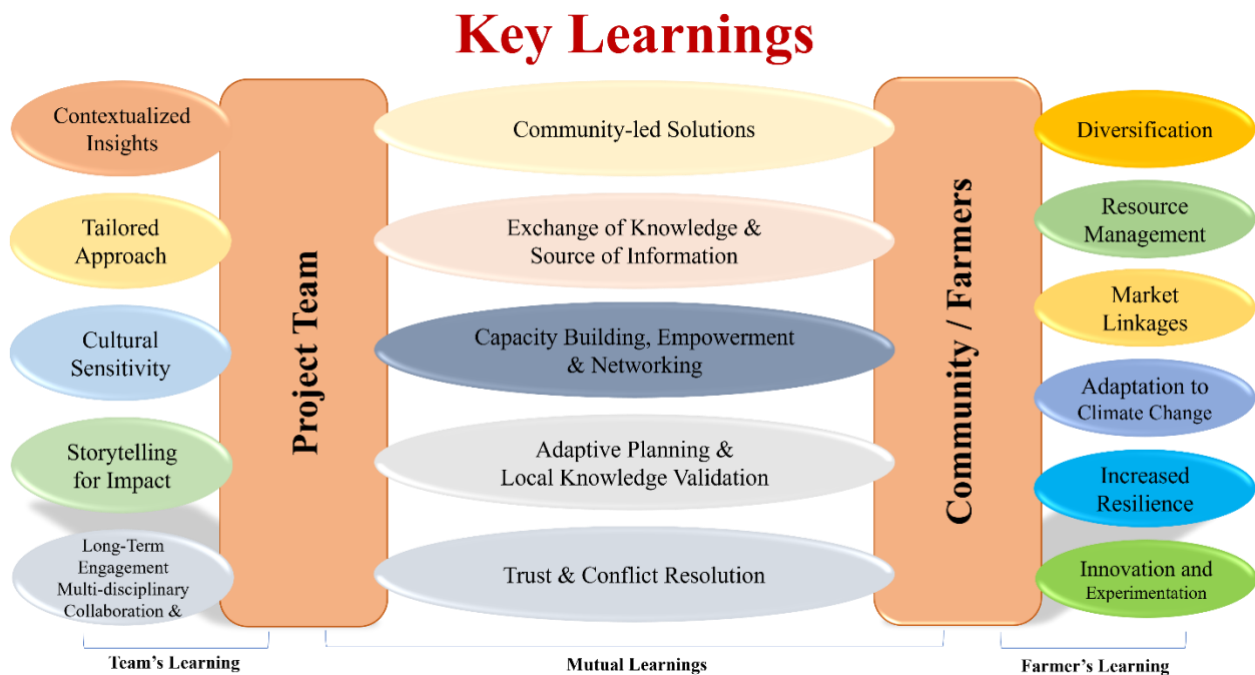 Key Learnings
Contextualized
Insights
Tailored
Approach
Cultural
Sensitivity
Storytelling
for Impact
Long-Term
Engagement
Multi-disciplinary
Collaboration &
Project Team
Community-led Solutions
Exchange of Knowledge &
Source of Information
Capacity Building, Empowerment
& Networking
Adaptive Planning &
Local Knowledge Validation
Trust & Conflict Resolution
Community / Farmers
Diversification
Resource
Management
Market
Linkages
Adaptation to
Climate Change
Increased
Resilience
Innovation and
Experimentation
Team’s Learning
Mutual Learnings
Farmer’s Learning